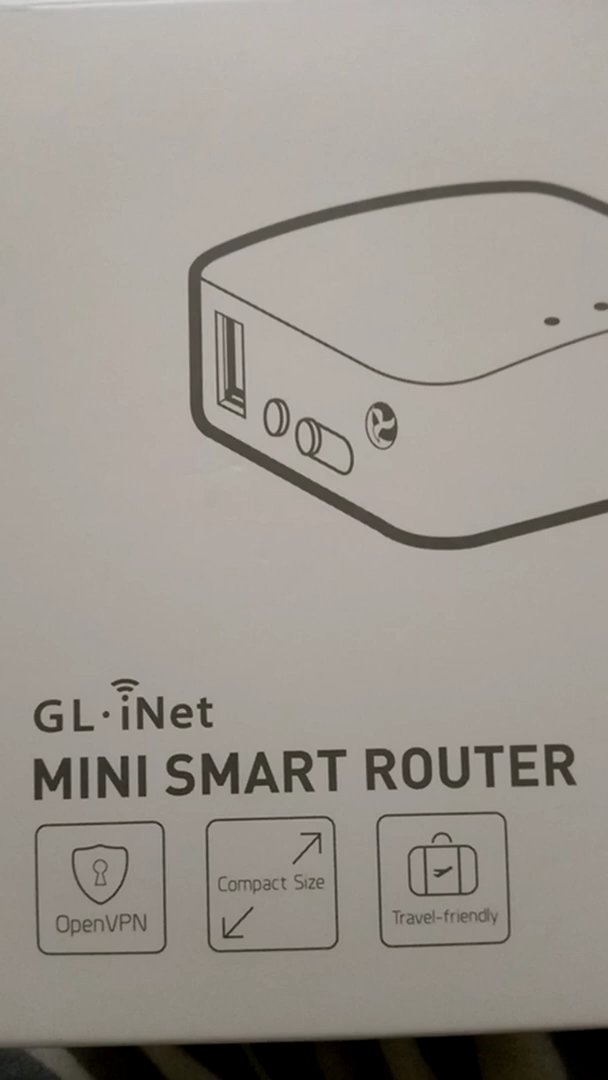 GL·iNet
MINI SMART ROUTER
OpenVPN
Compact Size
Travel-friendly